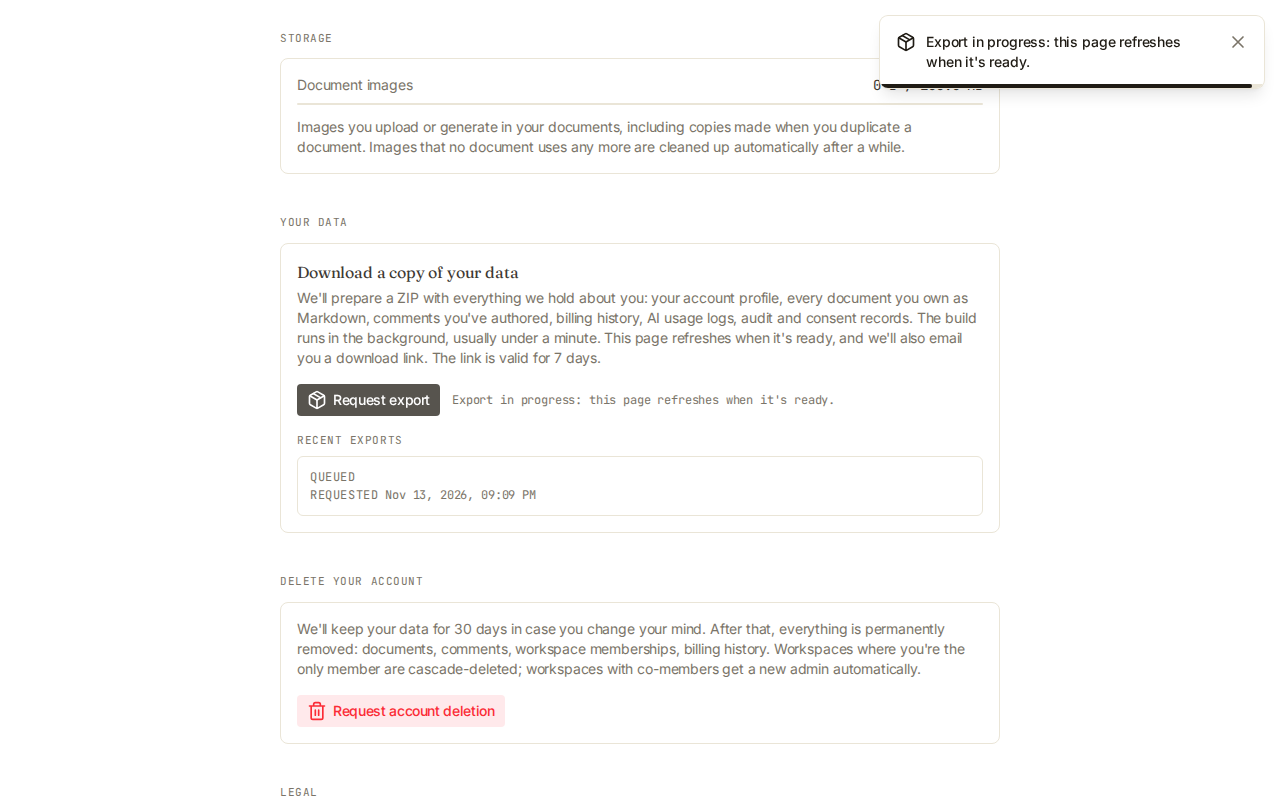 STORAGE
Export in progress: this page refreshes
when it's ready.
Document images
Images you upload or generate in your documents, including copies made when you duplicate a
document. Images that no document uses any more are cleaned up automatically after a while.
YOUR DATA
Download a copy of your data
We'll prepare a ZIP with everything we hold about you: your account profile, every document you own as
Markdown, comments you've authored, billing history, AI usage logs, audit and consent records. The build
runs in the background, usually under a minute. This page refreshes when it's ready, and we'll also email
you a download link. The link is valid for 7 days.
Request export
Export in progress: this page refreshes when it's ready.
RECENT EXPORTS
QUEUED
REQUESTED Nov 13, 2026, 09:09 PM
DELETE YOUR ACCOUNT
We'll keep your data for 30 days in case you change your mind. After that, everything is permanently
removed: documents, comments, workspace memberships, billing history. Workspaces where you're the
only member are cascade-deleted; workspaces with co-members get a new admin automatically.
Request account deletion
LEGAL